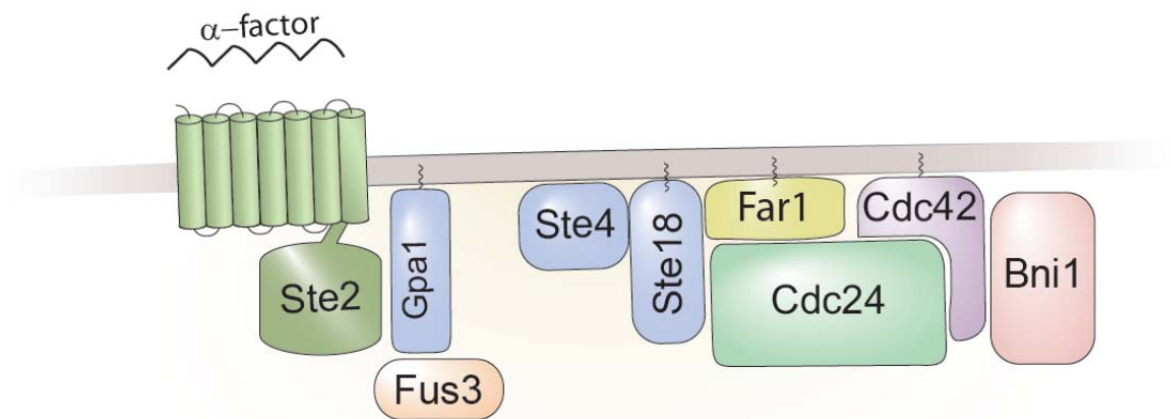 α–factor
Ste2
Gpa1
Fus3
Ste4
Ste18
Far1
Cdc24
Cdc42
Bni1